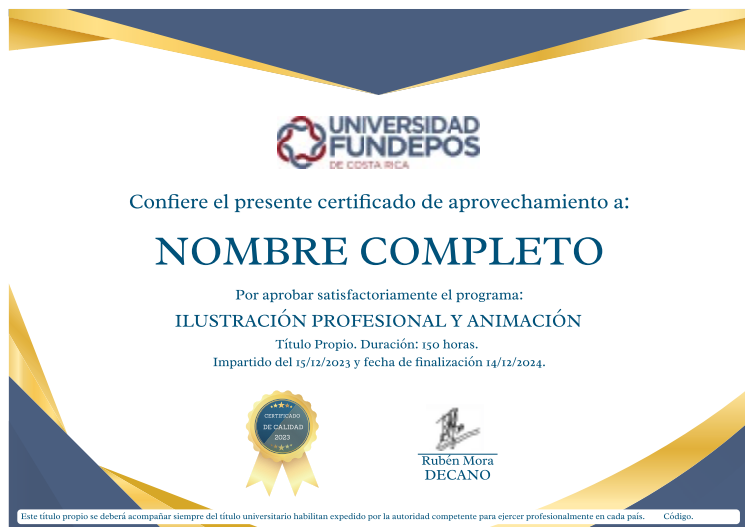 UNIVERSIDAD
FUNDEPOS
DE COSTA RICA
Confiere el presente certificado de aprovechamiento a:
NOMBRE COMPLETO
Por aprobar satisfactoriamente el programa:
ILUSTRACIÓN PROFESIONAL Y ANIMACIÓN
Título Propio. Duración: 150 horas.
Impartido del 15/12/2023 y fecha de finalización 14/12/2024.
CERTIFICADO
DE CALIDAD
2023
Rubén Mora
DECANO
Este título propio se deberá acompañar siempre del título universitario habilitan expedido por la autoridad competente para ejercer profesionalmente en cada país. Código.